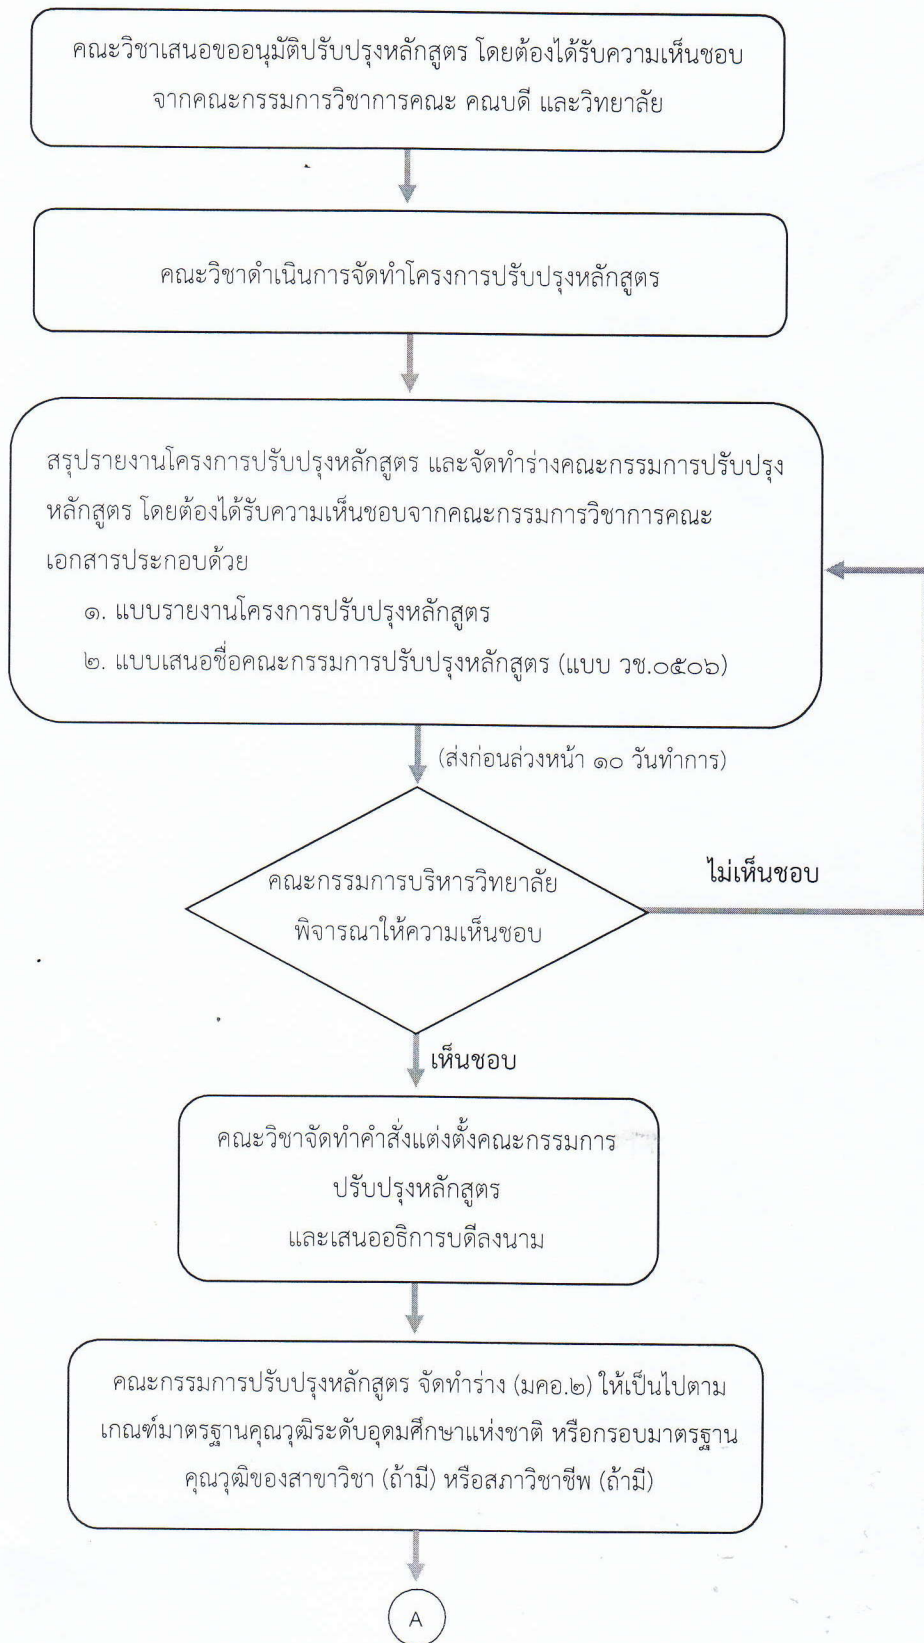 คณะวิชาเสนอขออนุมัติปรับปรุงหลักสูตร โดยต้องได้รับความเห็นชอบ
จากคณะกรรมการวิชาการคณะ คณบดี และวิทยาลัย
คณะวิชาดำเนินการจัดทำโครงการปรับปรุงหลักสูตร
สรุปรายงานโครงการปรับปรุงหลักสูตร และจัดทำร่างคณะกรรมการปรับปรุง
หลักสูตร โดยต้องได้รับความเห็นชอบจากคณะกรรมการวิชาการคณะ
เอกสารประกอบด้วย
๑. แบบรายงานโครงการปรับปรุงหลักสูตร
๒. แบบเสนอชื่อคณะกรรมการปรับปรุงหลักสูตร (แบบ วช.๐๕๐๖)
(ส่งก่อนล่วงหน้า ๑๐ วันทำการ)
คณะกรรมการบริหารวิทยาลัย
พิจารณาให้ความเห็นชอบ
ไม่เห็นชอบ
เห็นชอบ
คณะวิชาจัดทำคำสั่งแต่งตั้งคณะกรรมการ
ปรับปรุงหลักสูตร
และเสนออธิการบดีลงนาม
คณะกรรมการปรับปรุงหลักสูตร จัดทำร่าง (มคอ.๒) ให้เป็นไปตาม
เกณฑ์มาตรฐานคุณวุฒิระดับอุดมศึกษาแห่งชาติ หรือกรอบมาตรฐาน
คุณวุฒิของสาขาวิชา (ถ้ามี) หรือสภาวิชาชีพ (ถ้ามี)
A